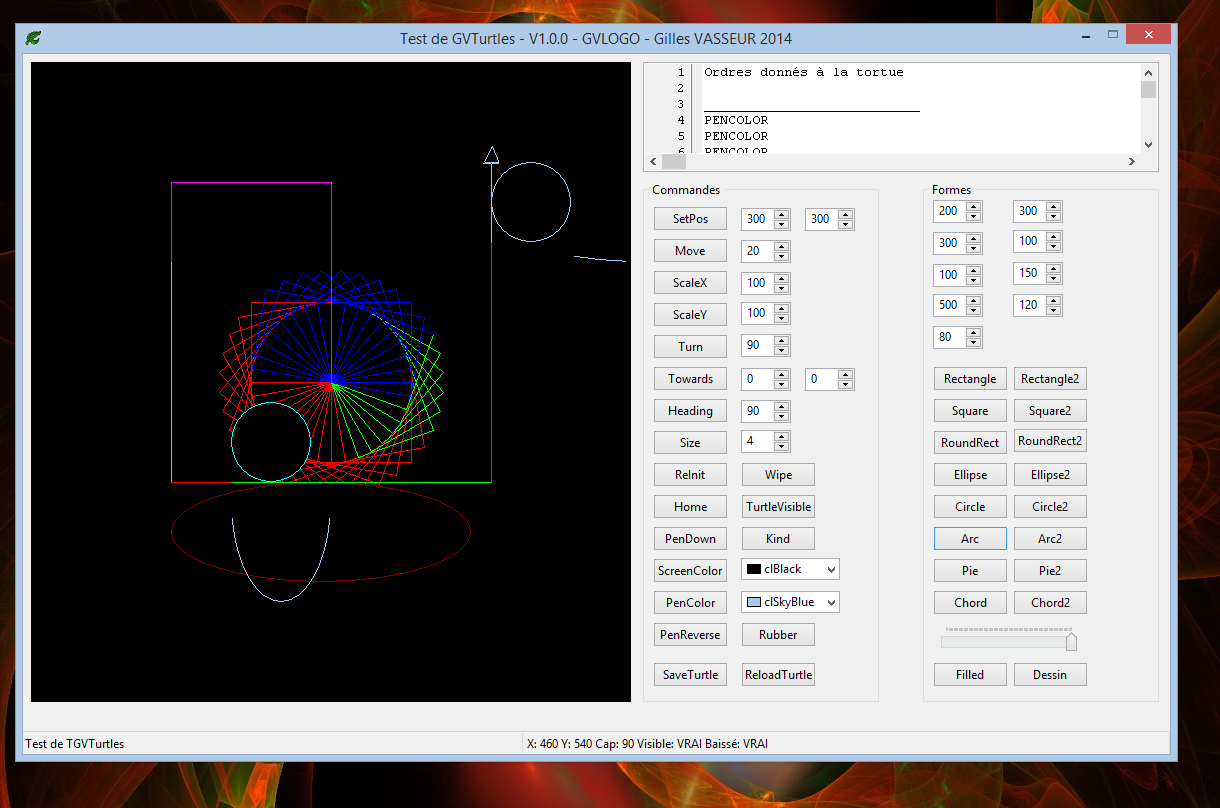 Test de GVTurtles - V1.0.0 - GVLOGO - Gilles VASSEUR 2014
1 Ordres donnés à la tortue
2
3
4 PENCOLOR
5 PENCOLOR
6 PENCOLOR
Commandes
SetPos 300 300
Move 20
ScaleX 100
ScaleY 100
Turn 90
Towards 0 0
Heading 90
Size 4
ReInit Wipe
Home TurtleVisible
PenDown Kind
ScreenColor clBlack
PenColor clSkyBlue
PenReverse Rubber
SaveTurtle ReloadTurtle
Formes
200 300
300 100
100 150
500 120
80
Rectangle Rectangle2
Square Square2
RoundRect RoundRect2
Ellipse Ellipse2
Circle Circle2
Arc Arc2
Pie Pie2
Chord Chord2
Filled Dessin
Test de TGVTurtles
X: 460 Y: 540 Cap: 90 Visible: VRAI Baissé: VRAI